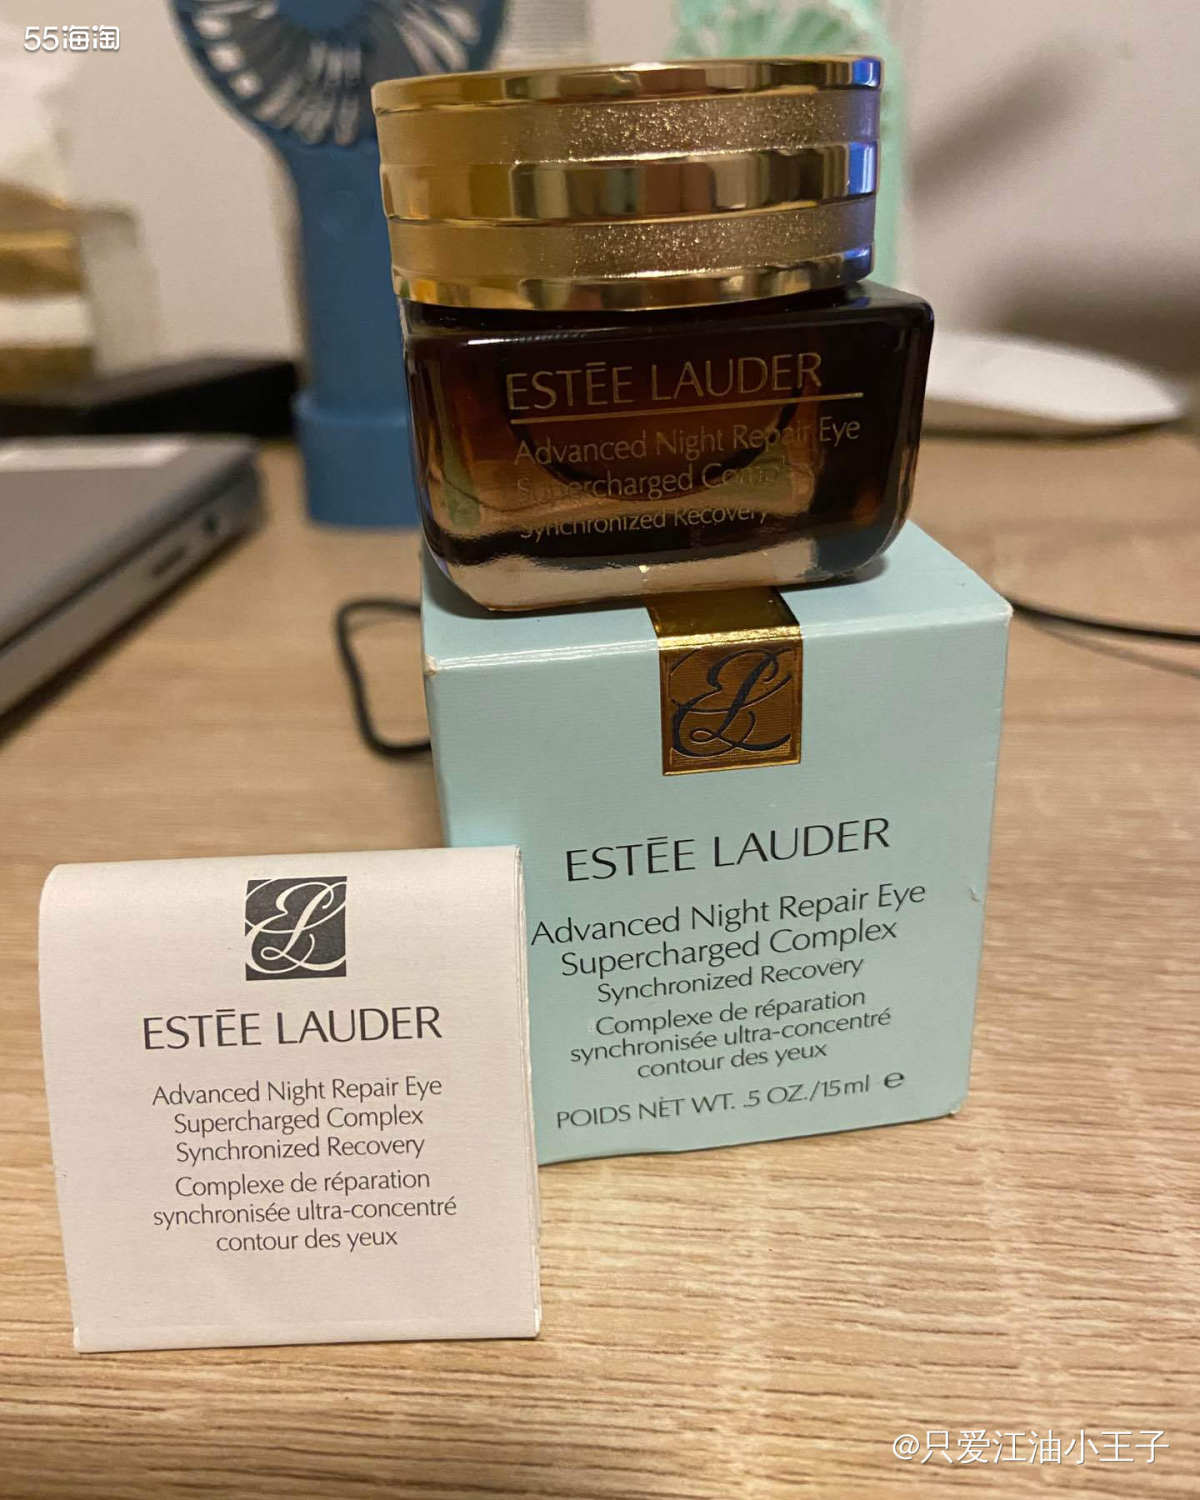 55海淘
ESTĒE LAUDER
Advanced Night Repair Eye
Supercharged Complex
Synchronized Recovery
ESTĒE LAUDER
Advanced Night Repair Eye
Supercharged Complex
Synchronized Recovery
Complexe de réparation
synchronisée ultra-concentré
contour des yeux
POIDS NET WT. .5 OZ./15ml ℮
ESTĒE LAUDER
Advanced Night Repair Eye
Supercharged Complex
Synchronized Recovery
Complexe de réparation
synchronisée ultra-concentré
contour des yeux
@只爱江油小王子